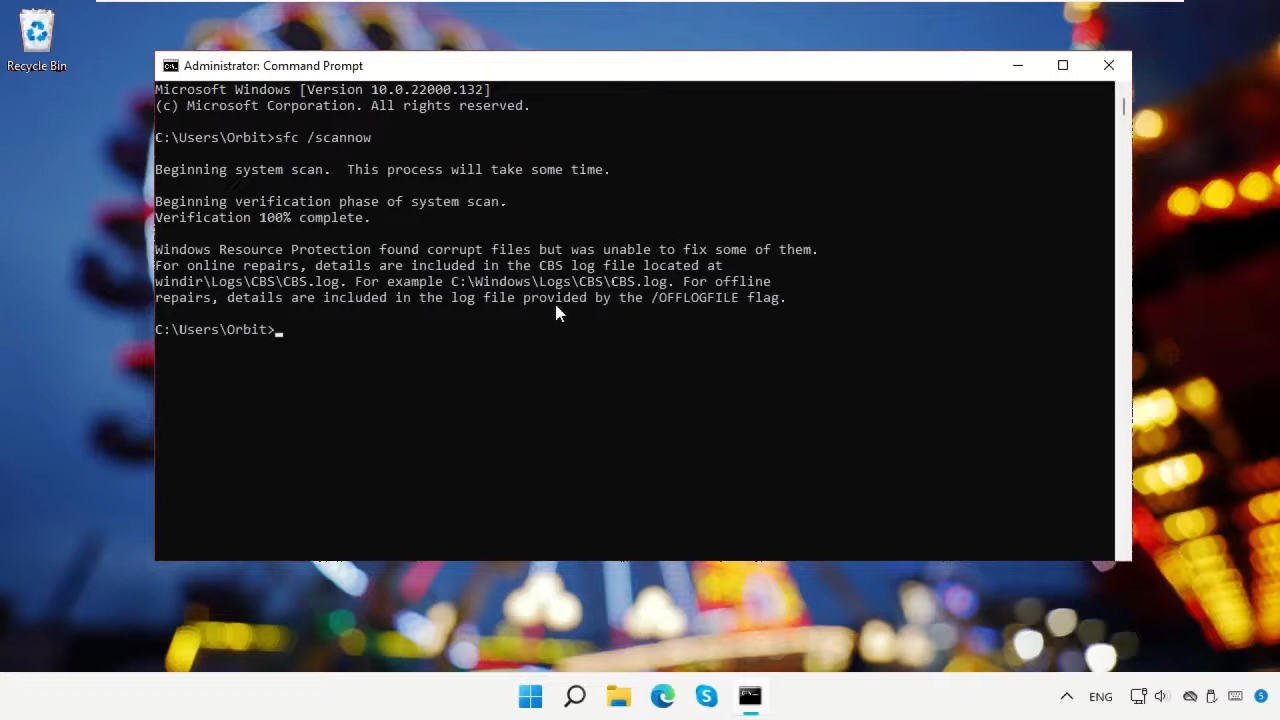 Recycle Bin
Administrator: Command Prompt
Microsoft Windows [Version 10.0.22000.132]
(c) Microsoft Corporation. All rights reserved.
C:\Users\Orbit>sfc /scannow
Beginning system scan.  This process will take some time.
Beginning verification phase of system scan.
Verification 100% complete.
Windows Resource Protection found corrupt files but was unable to fix some of them.
For online repairs, details are included in the CBS log file located at
windir\Logs\CBS\CBS.log. For example C:\Windows\Logs\CBS\CBS.log. For offline
repairs, details are included in the log file provided by the /OFFLOGFILE flag.
C:\Users\Orbit>
ENG
5